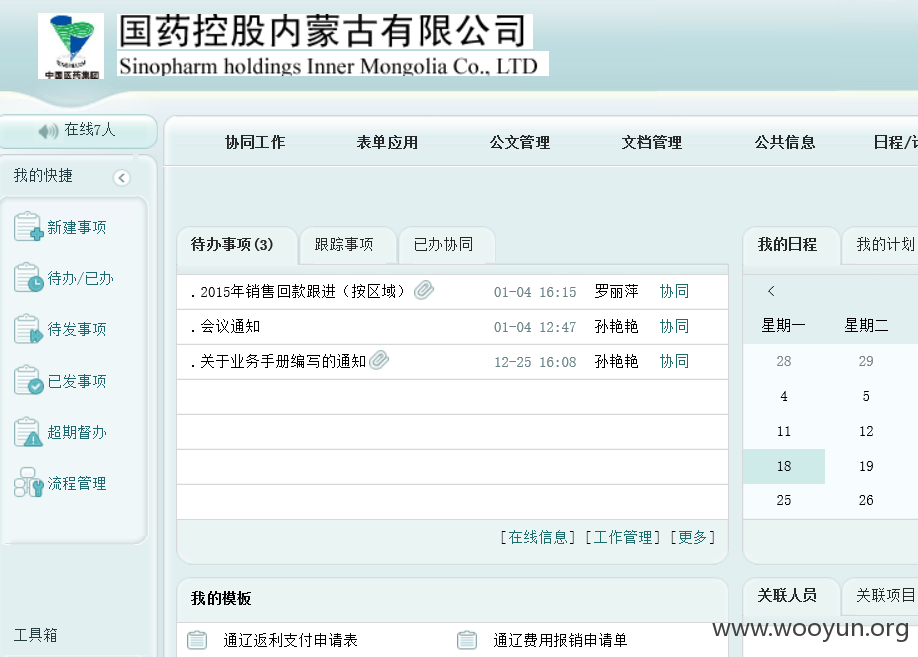 国药控股内蒙古有限公司
Sinopharm holdings Inner Mongolia Co., LTD
中国医药集团
在线7人
协同工作 表单应用 公文管理 文档管理 公共信息 日程/
我的快捷
新建事项
待办/已办
待发事项
已发事项
超期督办
流程管理
工具箱
待办事项(3) 跟踪事项 已办协同
. 2015年销售回款跟进（按区域） 01-04 16:15 罗丽萍 协同
. 会议通知 01-04 12:47 孙艳艳 协同
. 关于业务手册编写的通知 12-25 16:08 孙艳艳 协同
[在线信息] [工作管理] [更多]
我的日程 我的计划
<
星期一 星期二
28 29
4 5
11 12
18 19
25 26
我的模板
通辽返利支付申请表 通辽费用报销申请单
关联人员 关联项目
www.wooyun.org